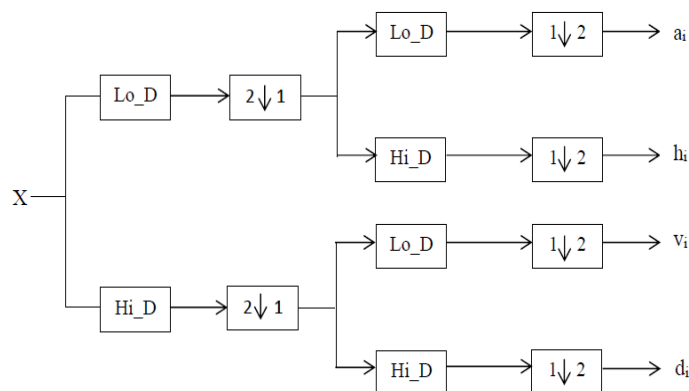 Lo_D 1↓ 2 aᵢ
Lo_D 2↓ 1
Hi_D 1↓ 2 hᵢ
X
Lo_D 1↓ 2 vᵢ
Hi_D 2↓ 1
Hi_D 1↓ 2 dᵢ